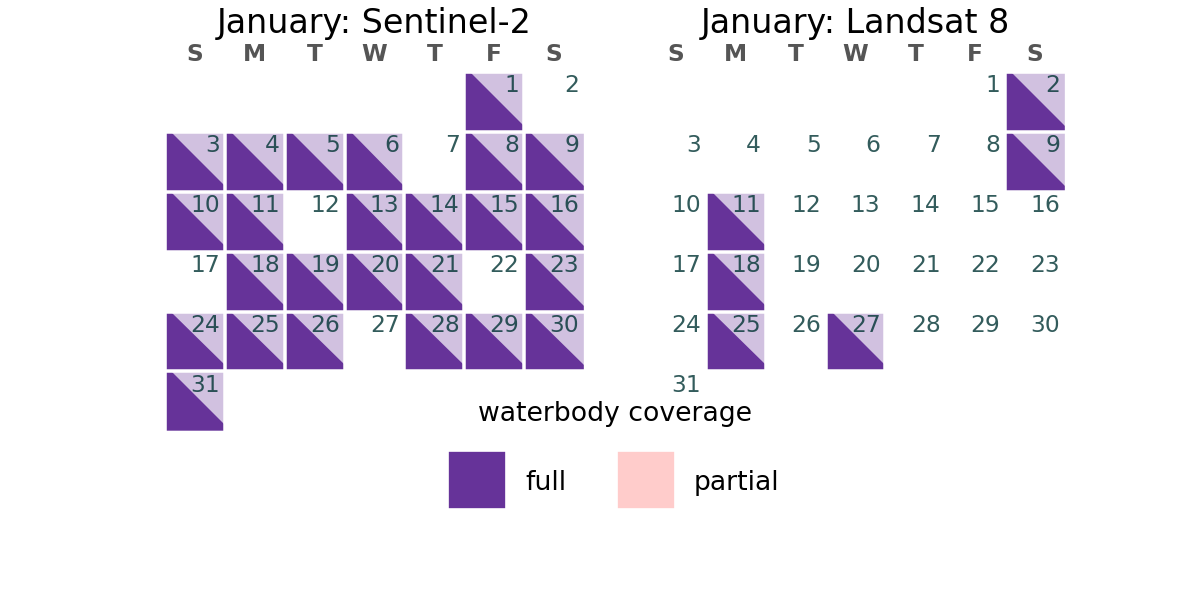 January: Sentinel-2
S M T W T F S
1 2
3 4 5 6 7 8 9
10 11 12 13 14 15 16
17 18 19 20 21 22 23
24 25 26 27 28 29 30
31
January: Landsat 8
S M T W T F S
1 2
3 4 5 6 7 8 9
10 11 12 13 14 15 16
17 18 19 20 21 22 23
24 25 26 27 28 29 30
31
waterbody coverage
full partial